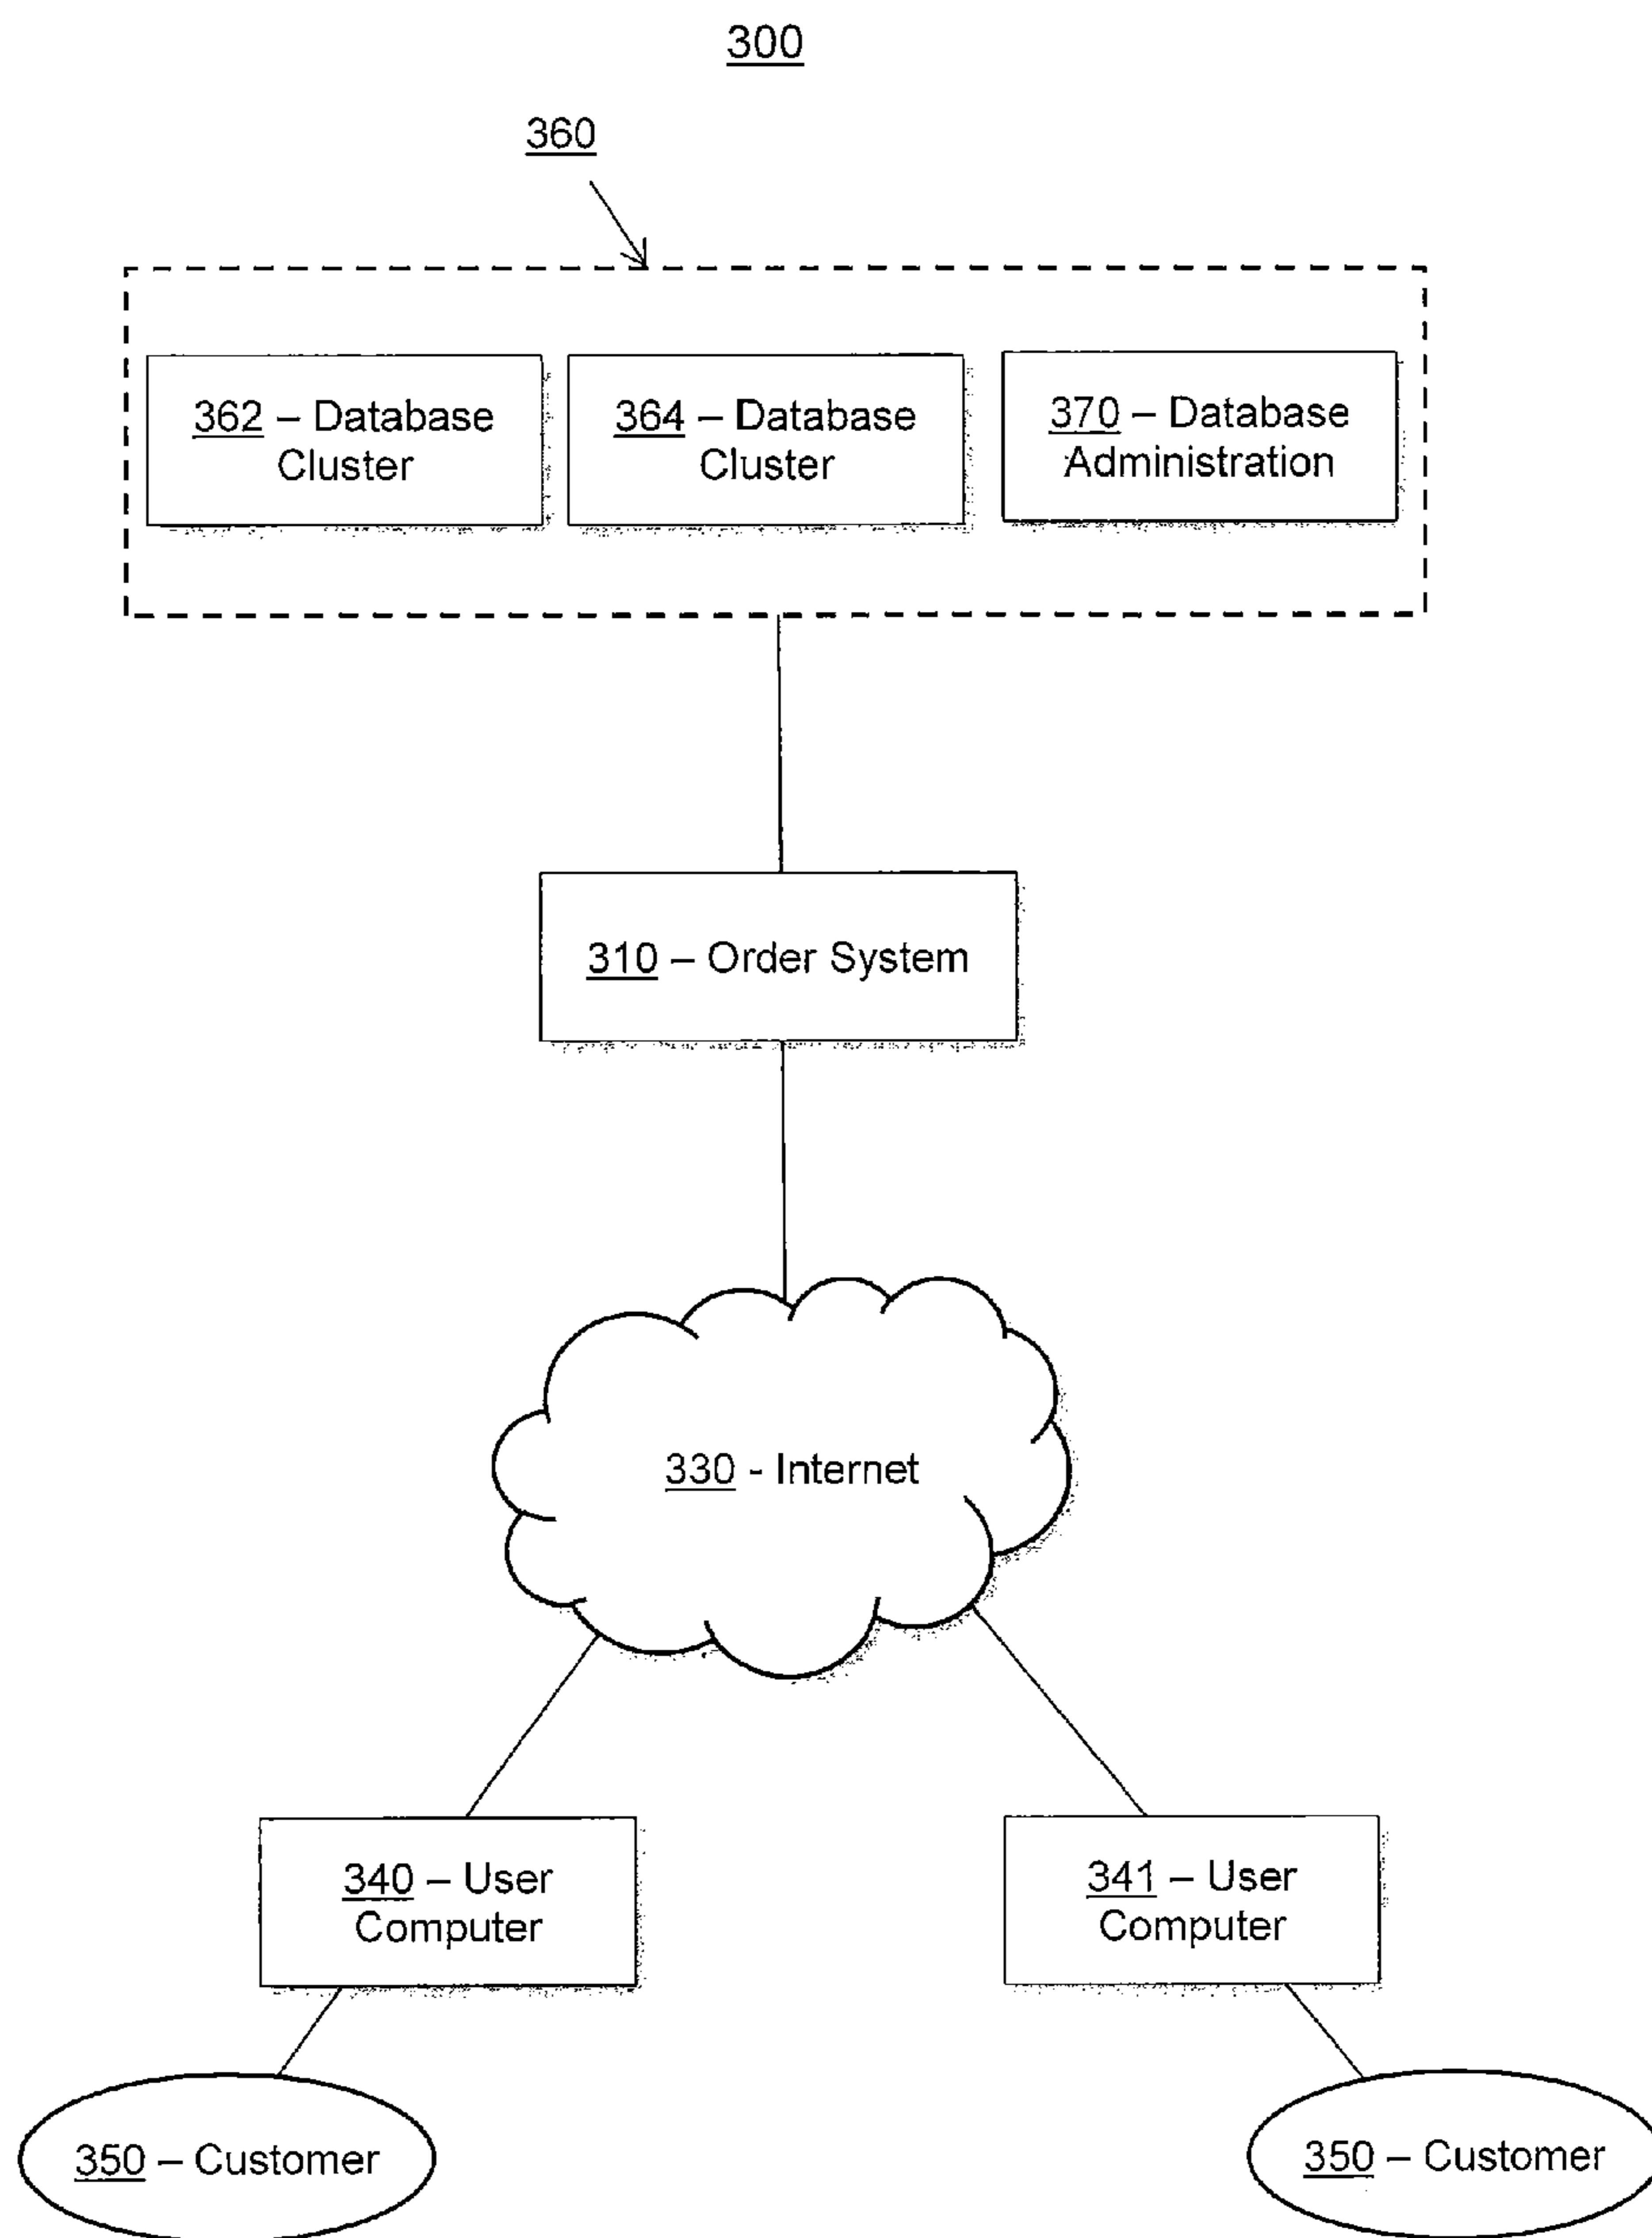 300
360
362 – Database
Cluster
364 – Database
Cluster
370 – Database
Administration
310 – Order System
330 - Internet
340 – User
Computer
341 – User
Computer
350 – Customer
350 – Customer